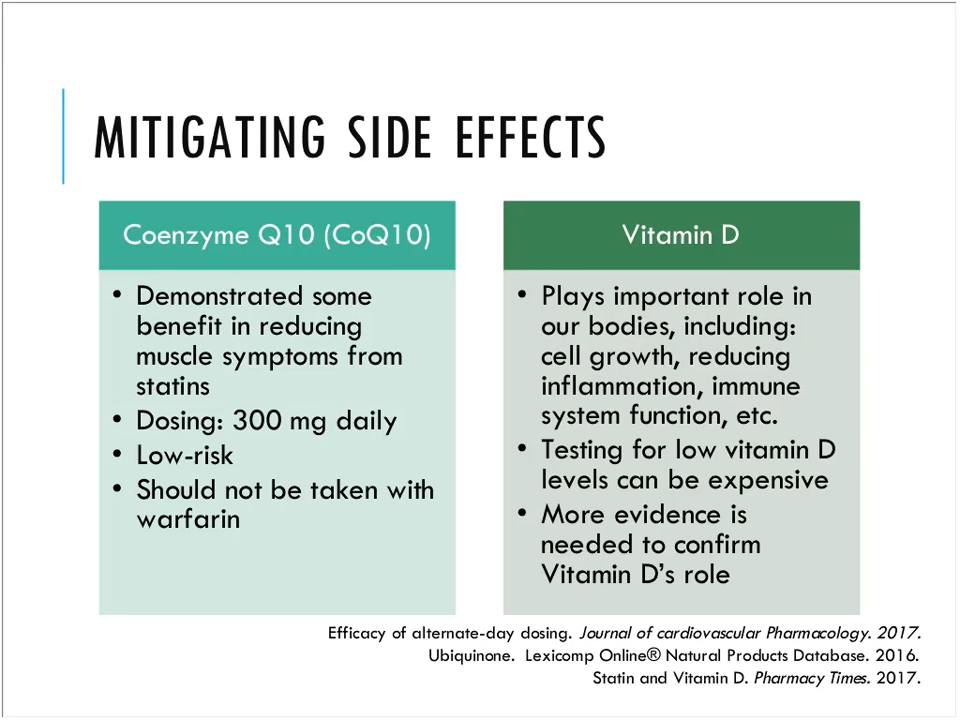 MITIGATING SIDE EFFECTS
Coenzyme Q10 (CoQ10)
• Demonstrated some
benefit in reducing
muscle symptoms from
statins
• Dosing: 300 mg daily
• Low-risk
• Should not be taken with
warfarin
Vitamin D
• Plays important role in
our bodies, including:
cell growth, reducing
inflammation, immune
system function, etc.
• Testing for low vitamin D
levels can be expensive
• More evidence is
needed to confirm
Vitamin D’s role
Efficacy of alternate-day dosing. Journal of cardiovascular Pharmacology. 2017.
Ubiquinone. Lexicomp Online® Natural Products Database. 2016.
Statin and Vitamin D. Pharmacy Times. 2017.